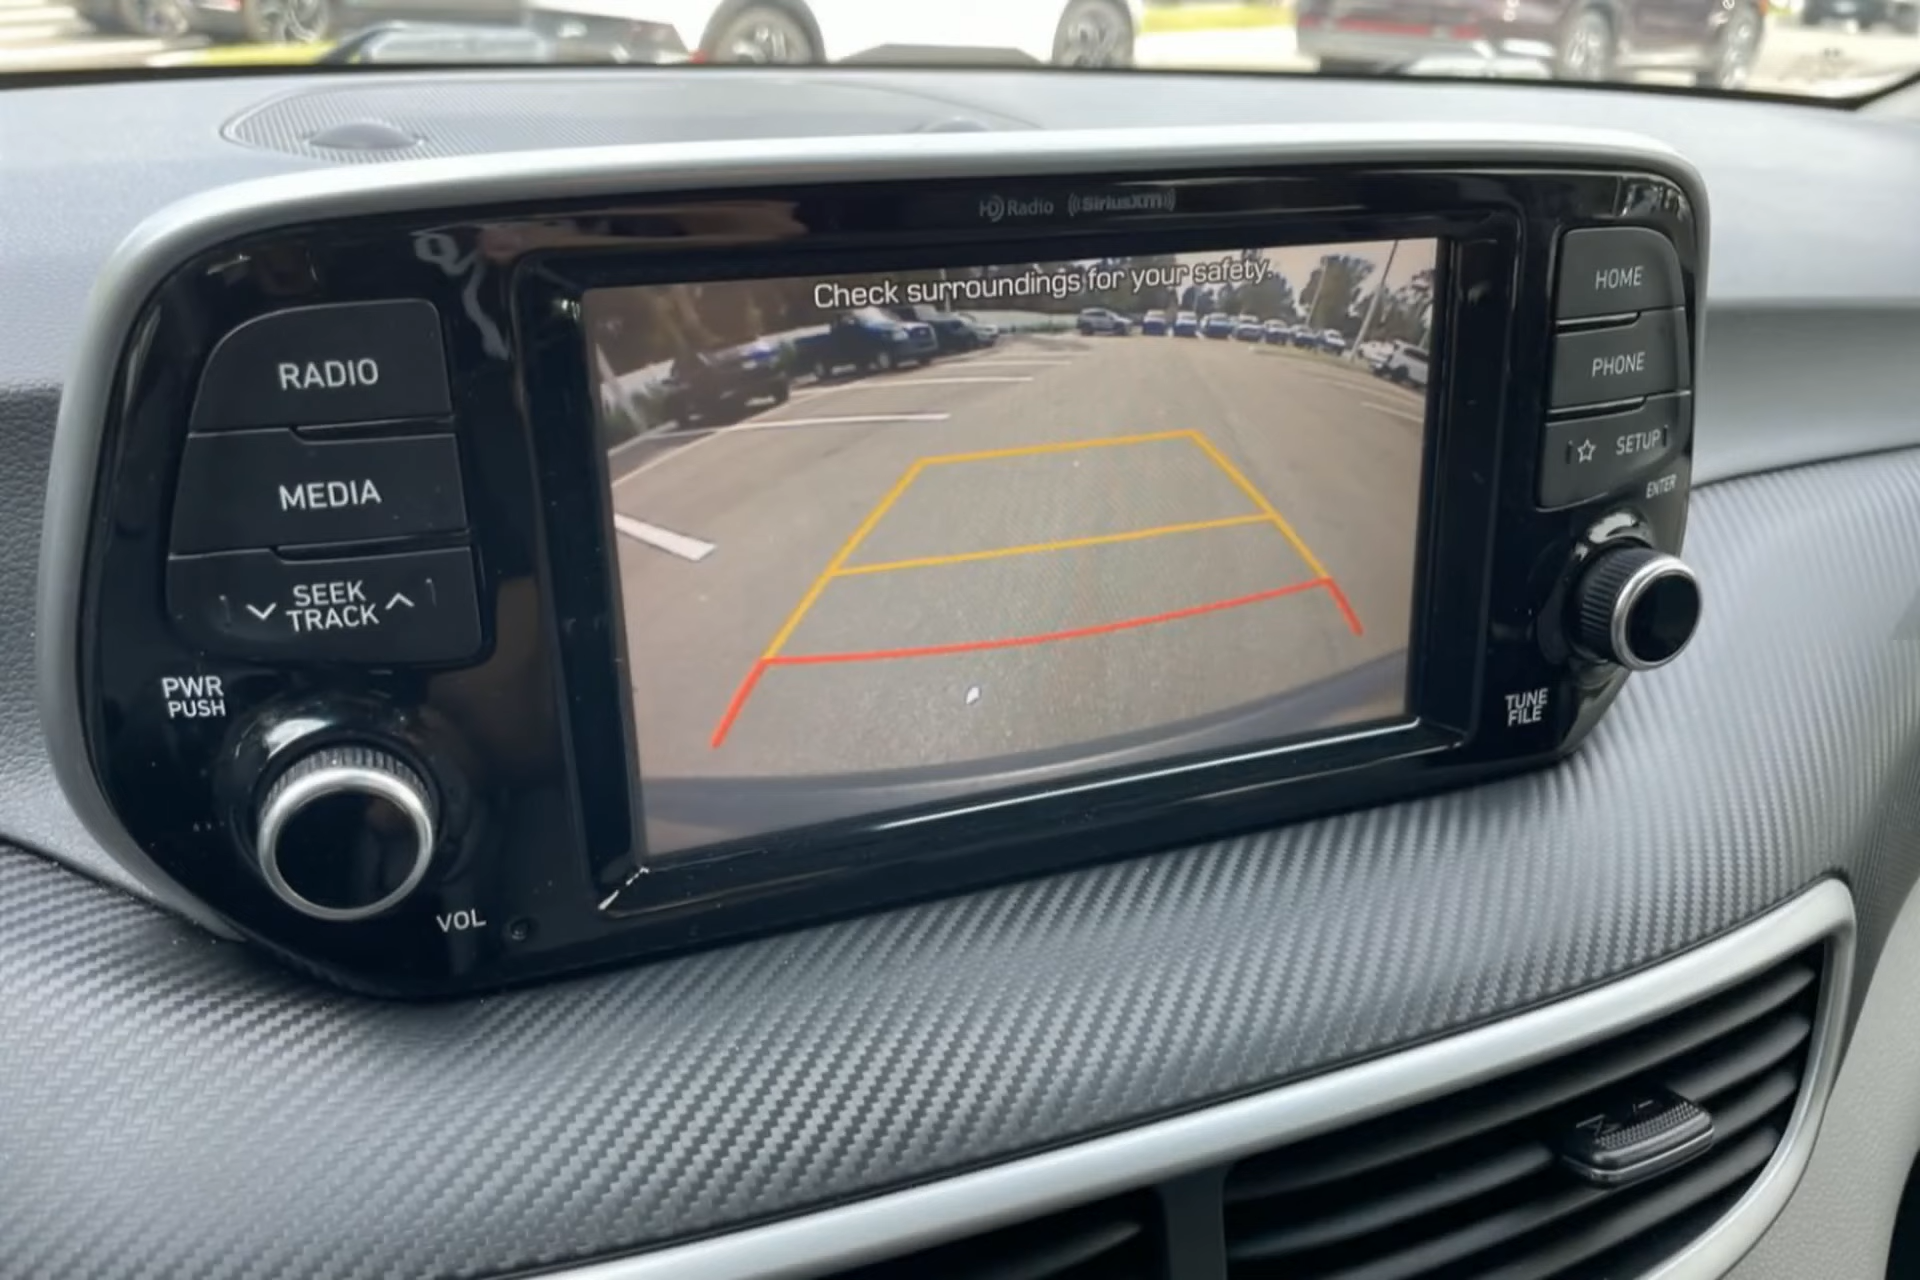 HD Radio ((SiriusXM))
Check surroundings for your safety.
RADIO
MEDIA
SEEK
TRACK
PWR
PUSH
VOL
HOME
PHONE
☆ SETUP
ENTER
TUNE
FILE